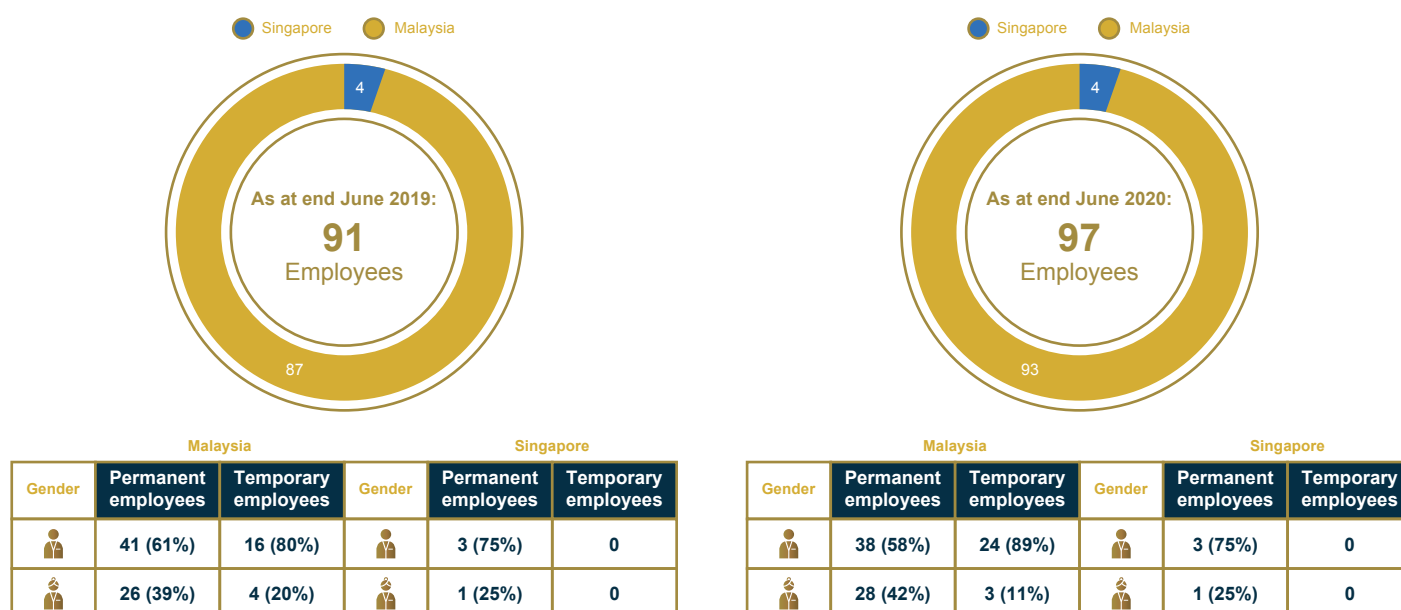 Singapore Malaysia
4
As at end June 2019:
91
Employees
87
Malaysia Singapore
Gender Permanent employees Temporary employees Gender Permanent employees Temporary employees
41 (61%) 16 (80%) 3 (75%) 0
26 (39%) 4 (20%) 1 (25%) 0
Singapore Malaysia
4
As at end June 2020:
97
Employees
93
Malaysia Singapore
Gender Permanent employees Temporary employees Gender Permanent employees Temporary employees
38 (58%) 24 (89%) 3 (75%) 0
28 (42%) 3 (11%) 1 (25%) 0